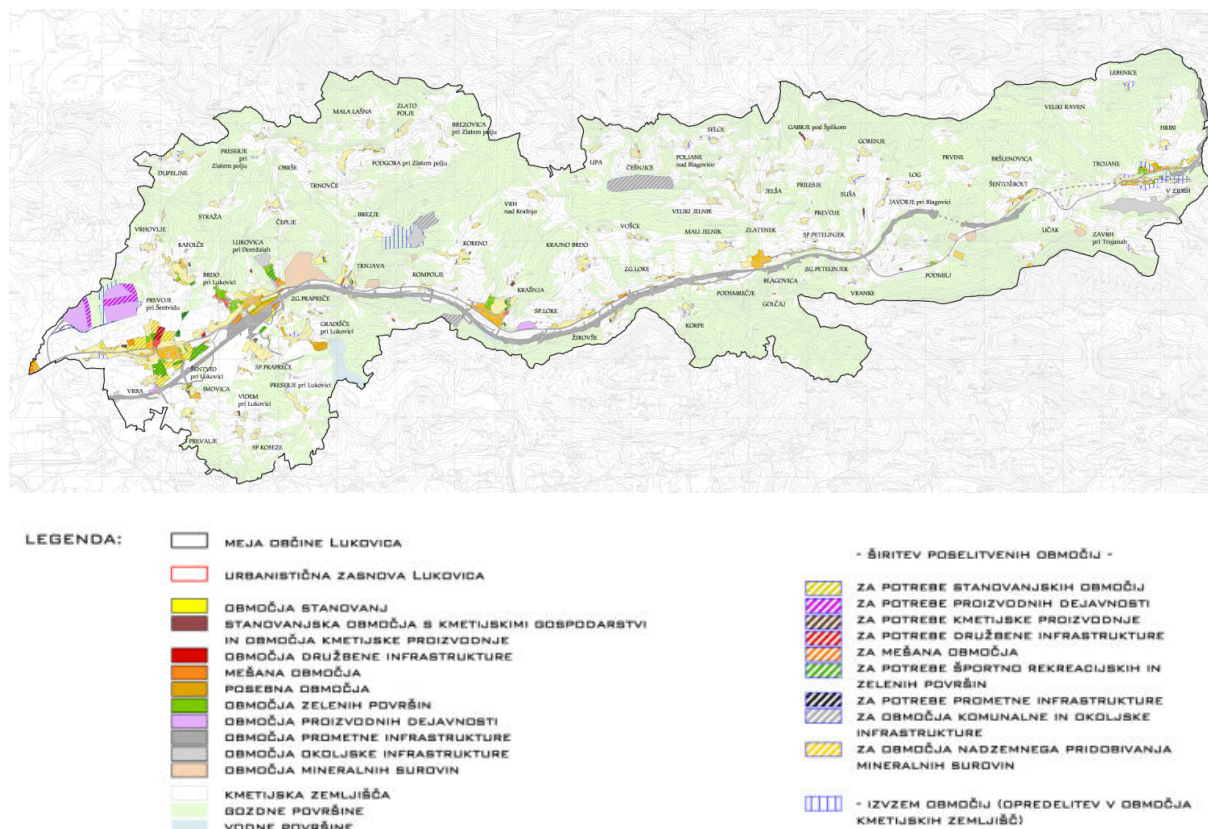 LEBENICE
VELIKI RAVEN
HRIBI
MALA LAŠNA
ZLATO
POLJE
BREZOVICA
pri Zlatem polju
SELCE
GABRJE pod Špilkom
GORENJE
PRESERJE
pri
Zlatem polju
OBRŠE
PODGORA pri Zlatem polju
LIPA
ČEŠNJICE
POLJANE
nad Blagovico
PRVINE
BRŠLJENOVICA
TROJANE
DUPELJNE
TRNOVČE
LOG
ŠENTOŽBOLT
V ZIDEH
JELŠA
PRILESJE
SUŠA
JAVORJE pri Blagovici
VRH
nad Krašnjo
STRAŽA
ČEPLJE
BREZJE
VELIKI JELNIK
PREVOJE
VRHOVLJE
RAFOLČE
LUKOVICA
pri Domžalah
KORENO
KRAJNO BRDO
VOŠCE
MALI JELNIK
ZLATENEK
SP.PETELINJEK
UČAK
ZAVRH
pri Trojanah
BRDO
pri Lukovici
TRNJAVA
KOMPOLJE
ZG.LOKE
ZG.PETELINJEK
PODMILJ
BLAGOVICA
PREVOJE
pri Šentvidu
ZG.PRAPREČE
KRAŠNJA
PODSMREČJE
VRANKE
GOLČAJ
SP.LOKE
GRADIŠČE
pri Lukovici
KORPE
ŽIROVŠE
ŠENTVID
pri Lukovici
SP.PRAPREČE
VRBA
IMOVICA
PRESERJE pri Lukovici
VIDEM
pri Lukovici
PREVALJE
SP.KOSEZE
LEGENDA:
MEJA OBČINE LUKOVICA
URBANISTIČNA ZASNOVA LUKOVICA
OBMOČJA STANOVANJ
STANOVANJSKA OBMOČJA S KMETIJSKIMI GOSPODARSTVI
IN OBMOČJA KMETIJSKE PROIZVODNJE
OBMOČJA DRUŽBENE INFRASTRUKTURE
MEŠANA OBMOČJA
POSEBNA OBMOČJA
OBMOČJA ZELENIH POVRŠIN
OBMOČJA PROIZVODNIH DEJAVNOSTI
OBMOČJA PROMETNE INFRASTRUKTURE
OBMOČJA OKOLJSKE INFRASTRUKTURE
OBMOČJA MINERALNIH SUROVIN
KMETIJSKA ZEMLJIŠČA
GOZDNE POVRŠINE
VODNE POVRŠINE
- ŠIRITEV POSELITVENIH OBMOČIJ -
ZA POTREBE STANOVANJSKIH OBMOČIJ
ZA POTREBE PROIZVODNIH DEJAVNOSTI
ZA POTREBE KMETIJSKE PROIZVODNJE
ZA POTREBE DRUŽBENE INFRASTRUKTURE
ZA MEŠANA OBMOČJA
ZA POTREBE ŠPORTNO REKREACIJSKIH IN
ZELENIH POVRŠIN
ZA POTREBE PROMETNE INFRASTRUKTURE
ZA OBMOČJA KOMUNALNE IN OKOLJSKE
INFRASTRUKTURE
ZA OBMOČJA NADZEMNEGA PRIDOBIVANJA
MINERALNIH SUROVIN
- IZVZEM OBMOČIJ (OPREDELITEV V OBMOČJA
KMETIJSKIH ZEMLJIŠČ)